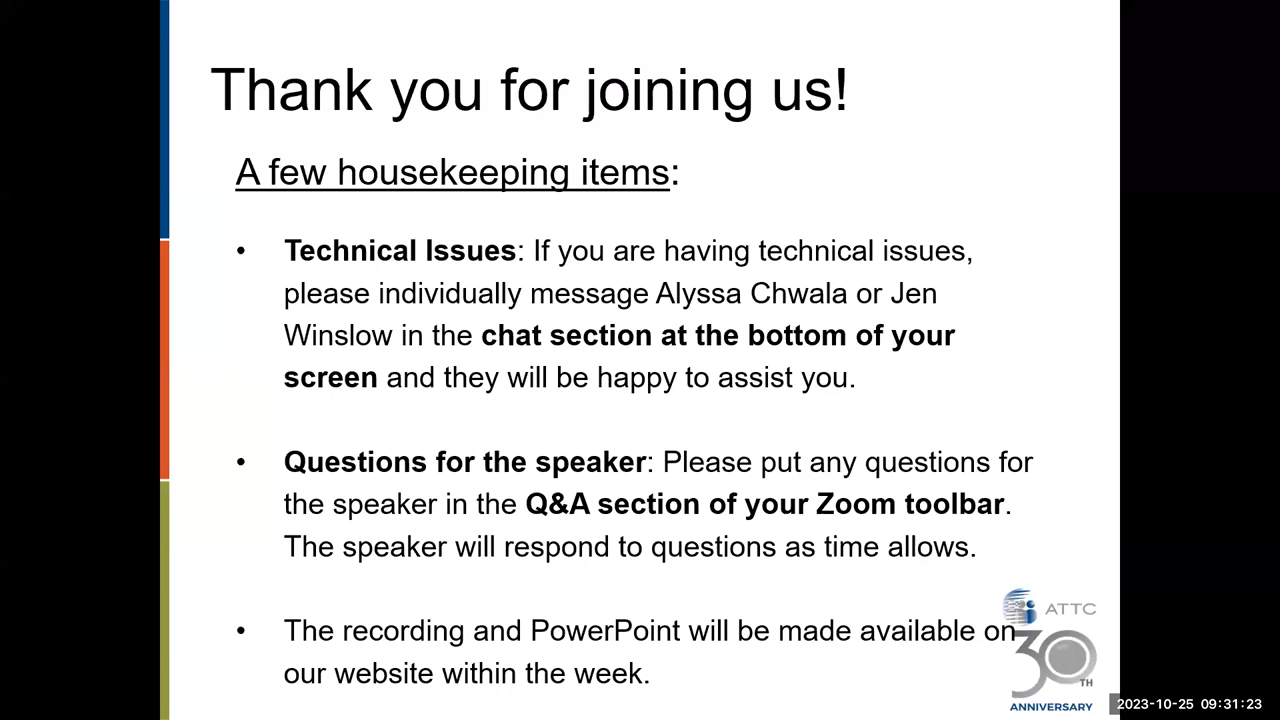 Thank you for joining us!
A few housekeeping items:
• Technical Issues: If you are having technical issues,
please individually message Alyssa Chwala or Jen
Winslow in the chat section at the bottom of your
screen and they will be happy to assist you.
• Questions for the speaker: Please put any questions for
the speaker in the Q&A section of your Zoom toolbar.
The speaker will respond to questions as time allows.
• The recording and PowerPoint will be made available on
our website within the week.
ATTC
30TH
ANNIVERSARY
2023-10-25 09:31:23